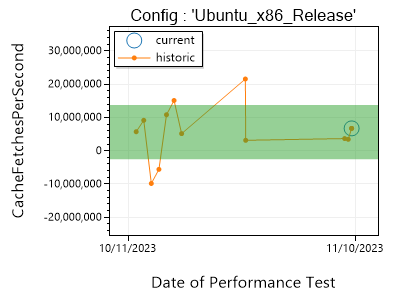 Config : 'Ubuntu_x86_Release'
current
historic
CacheFetchesPerSecond
30,000,000
20,000,000
10,000,000
0
-10,000,000
-20,000,000
10/11/2023
11/10/2023
Date of Performance Test